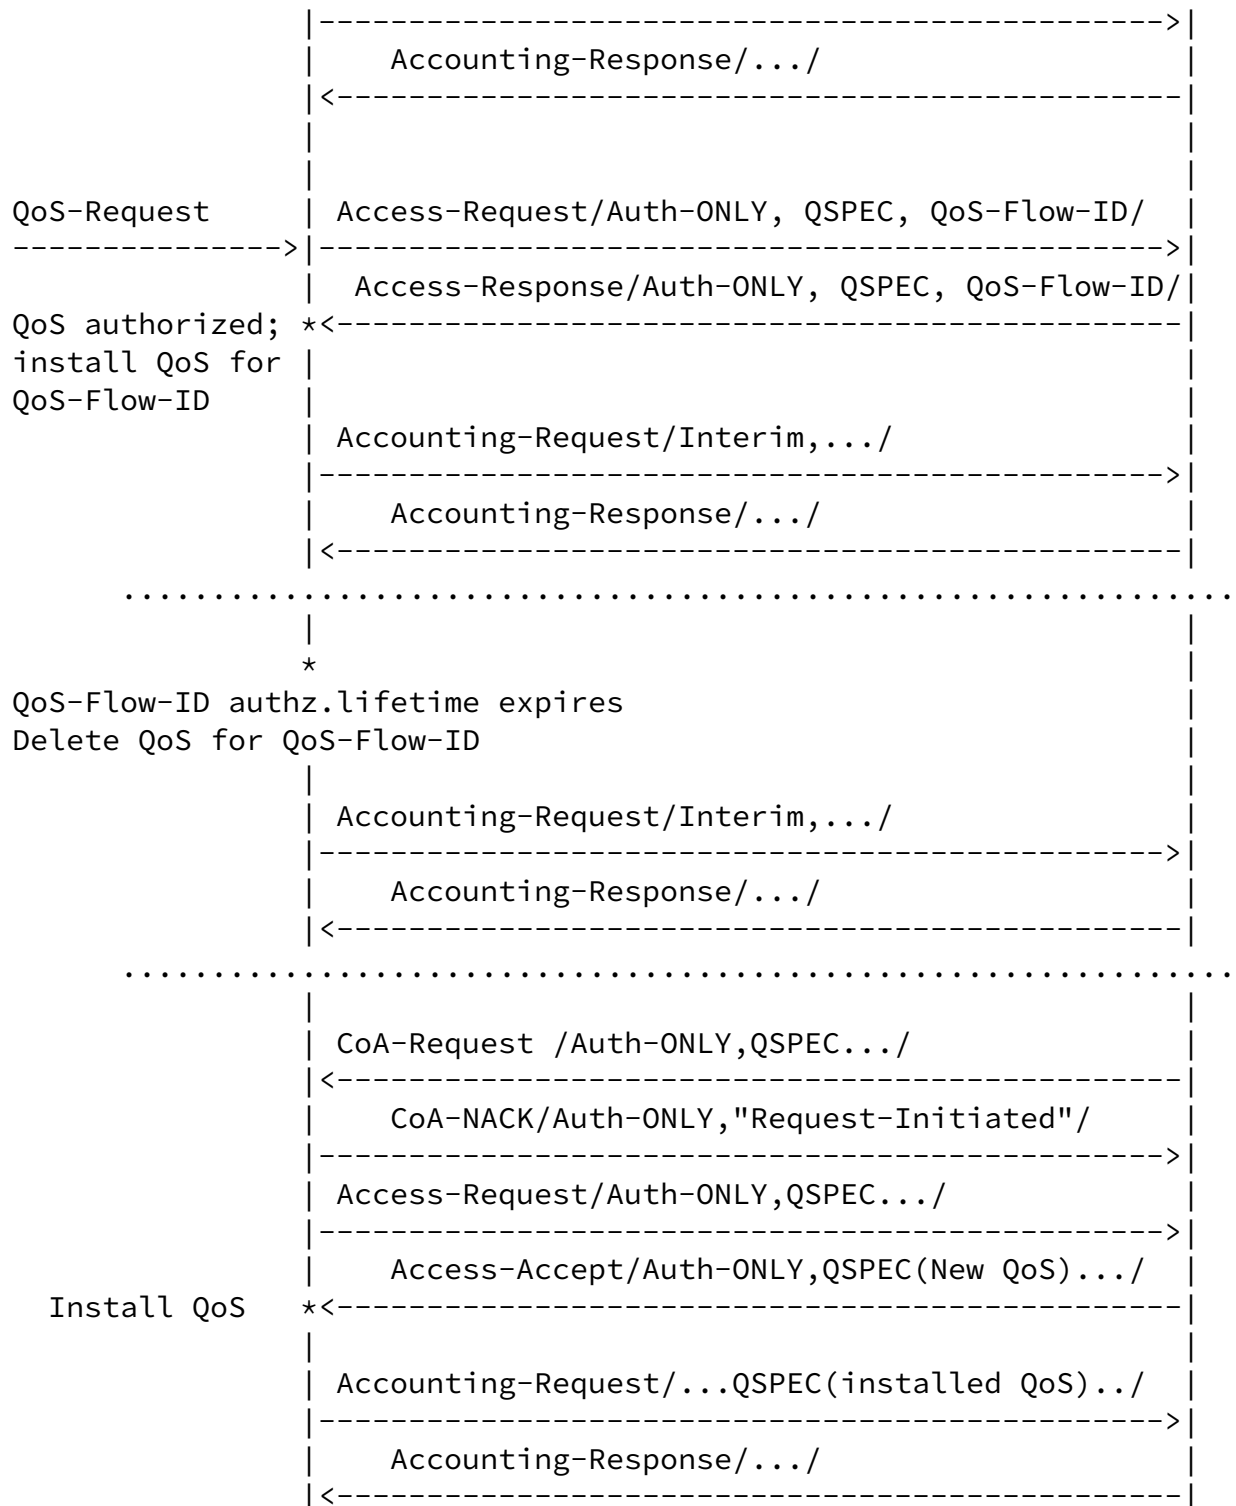 |----------------------------------------------->|
|    Accounting-Response/.../                    |
|<-----------------------------------------------|
|                                                |
|                                                |
QoS-Request     | Access-Request/Auth-ONLY, QSPEC, QoS-Flow-ID/  |
--------------->|----------------------------------------------->|
|  Access-Response/Auth-ONLY, QSPEC, QoS-Flow-ID/|
QoS authorized; *<-----------------------------------------------|
install QoS for |                                                |
QoS-Flow-ID     |                                                |
| Accounting-Request/Interim,.../                |
|----------------------------------------------->|
|    Accounting-Response/.../                    |
|<-----------------------------------------------|
..............................................................
|                                                |
*                                                |
QoS-Flow-ID authz.lifetime expires                               |
Delete QoS for QoS-Flow-ID                                       |
|                                                |
| Accounting-Request/Interim,.../                |
|----------------------------------------------->|
|    Accounting-Response/.../                    |
|<-----------------------------------------------|
..............................................................
|                                                |
| CoA-Request /Auth-ONLY,QSPEC.../               |
|<-----------------------------------------------|
|    CoA-NACK/Auth-ONLY,"Request-Initiated"/     |
|----------------------------------------------->|
| Access-Request/Auth-ONLY,QSPEC.../             |
|----------------------------------------------->|
|    Access-Accept/Auth-ONLY,QSPEC(New QoS).../  |
Install QoS   *<-----------------------------------------------|
|                                                |
| Accounting-Request/...QSPEC(installed QoS)../  |
|----------------------------------------------->|
|    Accounting-Response/.../                    |
|<-----------------------------------------------|